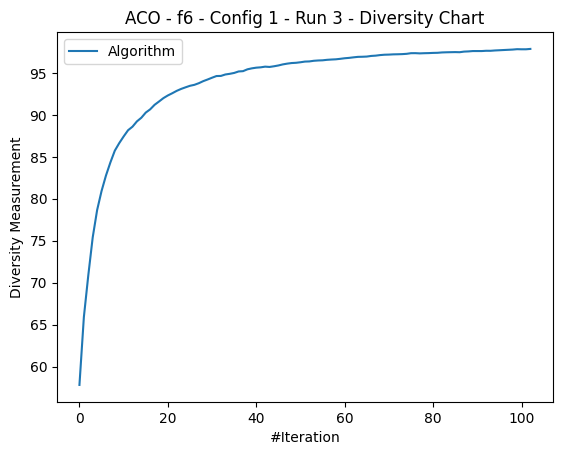 ACO - f6 - Config 1 - Run 3 - Diversity Chart
Algorithm
Diversity Measurement
95
90
85
80
75
70
65
60
0 20 40 60 80 100
#Iteration